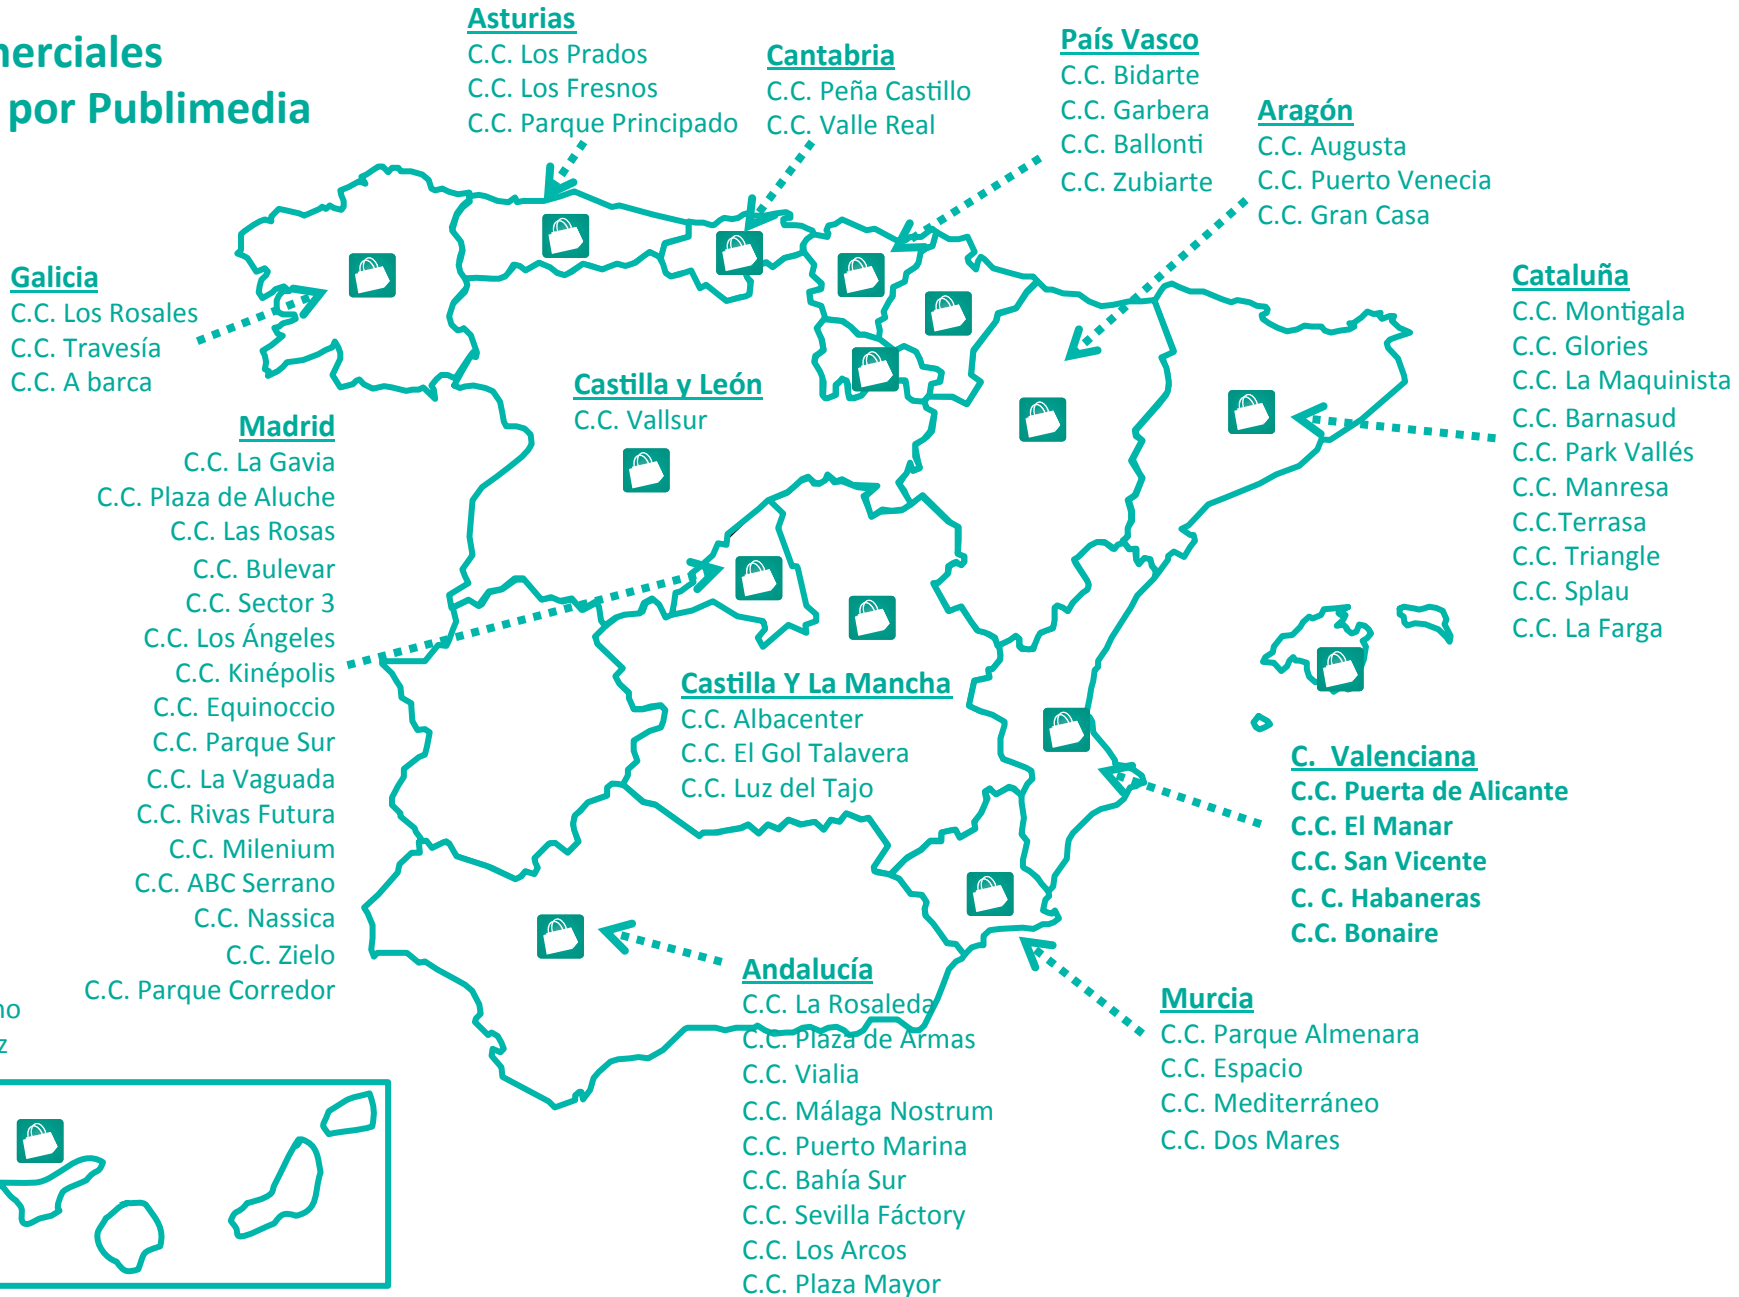 merciales
por Publimedia
Asturias
C.C. Los Prados
C.C. Los Fresnos
C.C. Parque Principado
Cantabria
C.C. Peña Castillo
C.C. Valle Real
País Vasco
C.C. Bidarte
C.C. Garbera
C.C. Ballonti
C.C. Zubiarte
Aragón
C.C. Augusta
C.C. Puerto Venecia
C.C. Gran Casa
Galicia
C.C. Los Rosales
C.C. Travesía
C.C. A barca
Cataluña
C.C. Montigala
C.C. Glories
C.C. La Maquinista
C.C. Barnasud
C.C. Park Vallés
C.C. Manresa
C.C.Terrasa
C.C. Triangle
C.C. Splau
C.C. La Farga
Castilla y León
C.C. Vallsur
Madrid
C.C. La Gavia
C.C. Plaza de Aluche
C.C. Las Rosas
C.C. Bulevar
C.C. Sector 3
C.C. Los Ángeles
C.C. Kinépolis
C.C. Equinoccio
C.C. Parque Sur
C.C. La Vaguada
C.C. Rivas Futura
C.C. Milenium
C.C. ABC Serrano
C.C. Nassica
C.C. Zielo
C.C. Parque Corredor
Castilla Y La Mancha
C.C. Albacenter
C.C. El Gol Talavera
C.C. Luz del Tajo
C. Valenciana
C.C. Puerta de Alicante
C.C. El Manar
C.C. San Vicente
C. C. Habaneras
C.C. Bonaire
Andalucía
C.C. La Rosaleda
C.C. Plaza de Armas
C.C. Vialia
C.C. Málaga Nostrum
C.C. Puerto Marina
C.C. Bahía Sur
C.C. Sevilla Fáctory
C.C. Los Arcos
C.C. Plaza Mayor
Murcia
C.C. Parque Almenara
C.C. Espacio
C.C. Mediterráneo
C.C. Dos Mares
no
z